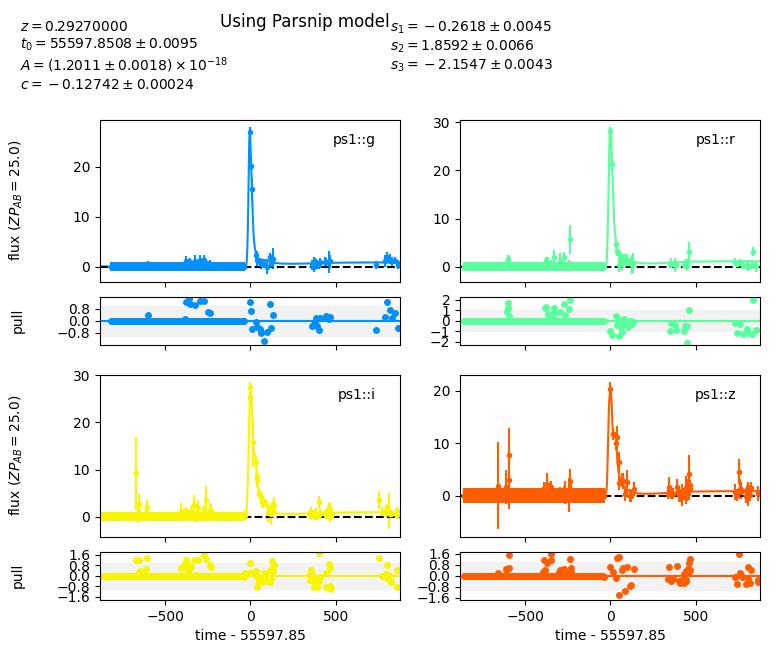 Using Parsnip model
z = 0.29270000
t₀ = 55597.8508 ± 0.0095
A = (1.2011 ± 0.0018) × 10⁻¹⁸
c = −0.12742 ± 0.00024
s₁ = −0.2618 ± 0.0045
s₂ = 1.8592 ± 0.0066
s₃ = −2.1547 ± 0.0043
flux (ZP_AB = 25.0)
20
10
0
ps1::g
30
20
10
0
ps1::r
pull
0.8
0.0
−0.8
2
1
0
−1
−2
flux (ZP_AB = 25.0)
30
20
10
0
ps1::i
20
10
0
ps1::z
pull
1.6
0.8
0.0
−0.8
−1.6
1.6
0.8
0.0
−0.8
−1.6
−500
0
500
−500
0
500
time - 55597.85
time - 55597.85